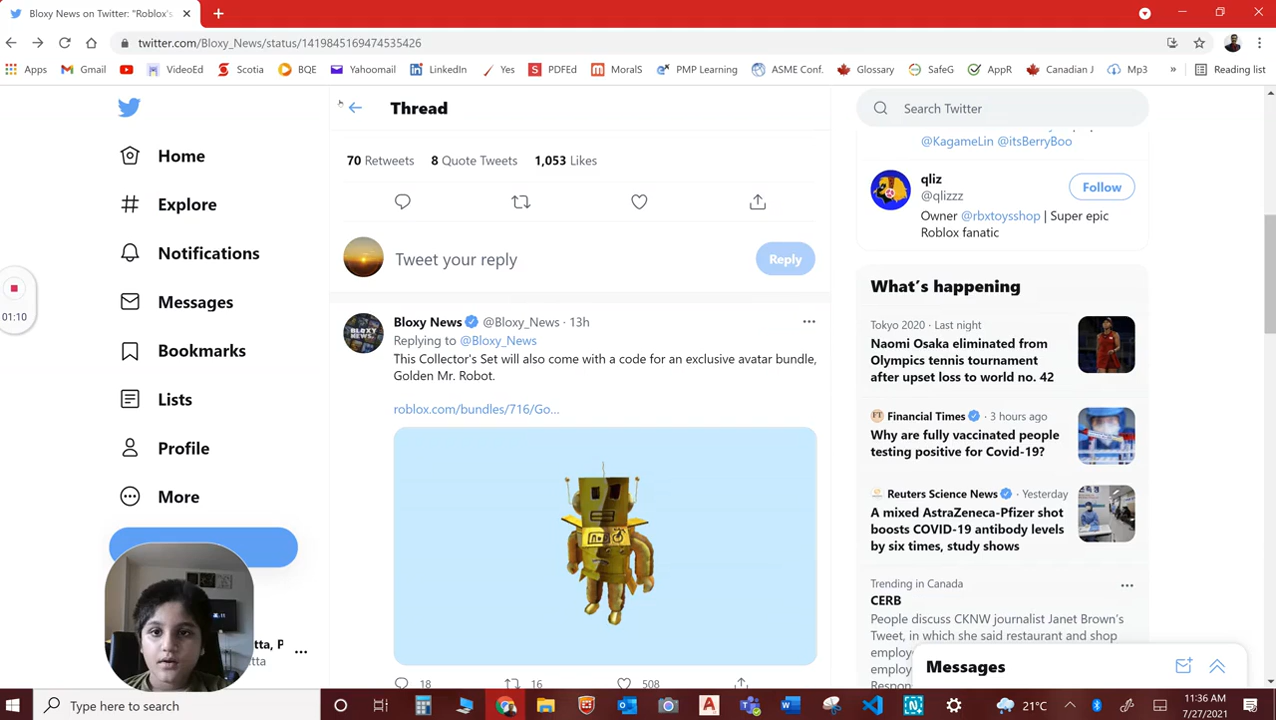 Bloxy News on Twitter: "Roblox's
twitter.com/Bloxy_News/status/1419845169474535426
Apps Gmail VideoEd Scotia BQE Yahoomail LinkedIn Yes PDFEd MoralS PMP Learning ASME Conf. Glossary SafeG AppR Canadian J Mp3 » Reading list
Thread
Search Twitter
@KagameLin @itsBerryBoo
Home
70 Retweets 8 Quote Tweets 1,053 Likes
qliz
@qlizzz
Follow
Owner @rbxtoysshop | Super epic
Roblox fanatic
Explore
Notifications
Tweet your reply
Reply
What's happening
Messages
Bloxy News @Bloxy_News · 13h
Replying to @Bloxy_News
This Collector's Set will also come with a code for an exclusive avatar bundle,
Golden Mr. Robot.
roblox.com/bundles/716/Go...
BLOXY
NEWS
01:10
Tokyo 2020 · Last night
Naomi Osaka eliminated from
Olympics tennis tournament
after upset loss to world no. 42
Bookmarks
Lists
Financial Times · 3 hours ago
Why are fully vaccinated people
testing positive for Covid-19?
Profile
More
Reuters Science News · Yesterday
A mixed AstraZeneca-Pfizer shot
boosts COVID-19 antibody levels
by six times, study shows
Trending in Canada
CERB
People discuss CKNW journalist Janet Brown's
Tweet, in which she said restaurant and shop
employ
employ
Respon
Messages
tta, P
tta
18 16 508
Type here to search
21°C
11:36 AM
7/27/2021